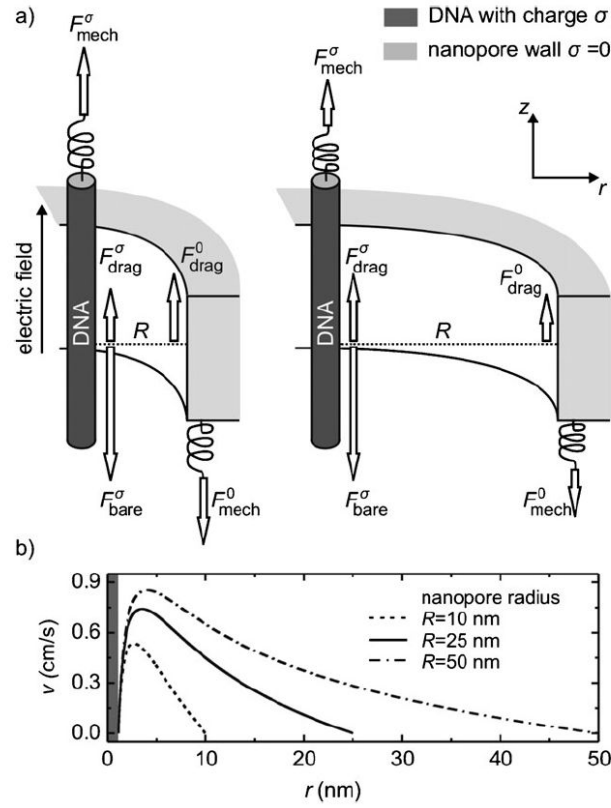 a)
DNA with charge σ
nanopore wall σ =0
F^σ_mech
F^σ_mech
z
r
electric field
DNA
F^σ_drag
F^0_drag
R
F^σ_bare
F^0_mech
DNA
F^σ_drag
F^0_drag
R
F^σ_bare
F^0_mech
b)
v (cm/s)
0.9
0.6
0.3
0.0
nanopore radius
R=10 nm
R=25 nm
R=50 nm
0 10 20 30 40 50
r (nm)